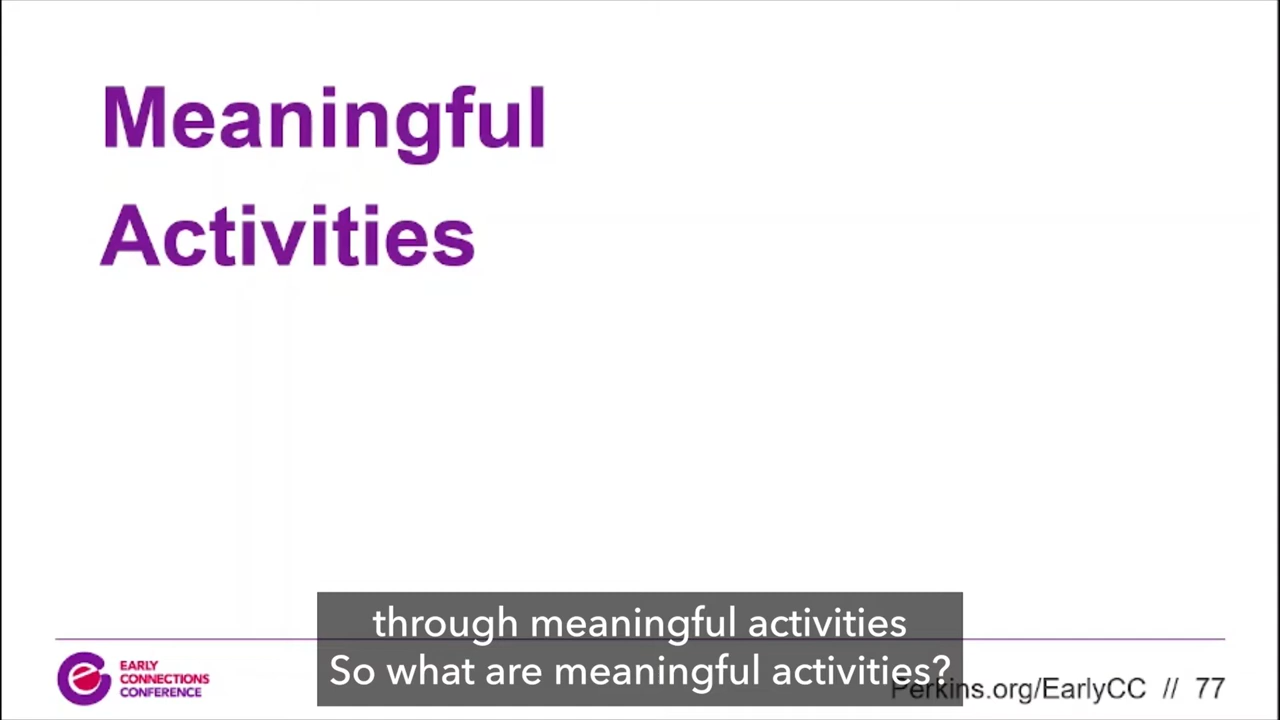 Meaningful
Activities
through meaningful activities
So what are meaningful activities?
EARLY
CONNECTIONS
CONFERENCE
Perkins.org/EarlyCC // 77